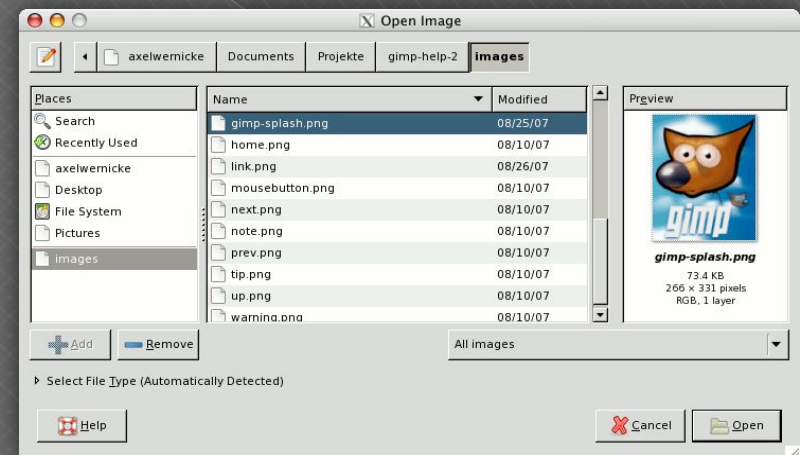 Open Image
axelwernicke Documents Projekte gimp-help-2 images
Places
Search
Recently Used
axelwernicke
Desktop
File System
Pictures
images
Add Remove
Name Modified
gimp-splash.png 08/25/07
home.png 08/10/07
link.png 08/26/07
mousebutton.png 08/10/07
next.png 08/10/07
note.png 08/10/07
prev.png 08/10/07
tip.png 08/10/07
up.png 08/10/07
warning.png 08/10/07
All images
Preview
gimp
gimp-splash.png
73.4 KB
266 × 331 pixels
RGB, 1 layer
Select File Type (Automatically Detected)
Help Cancel Open